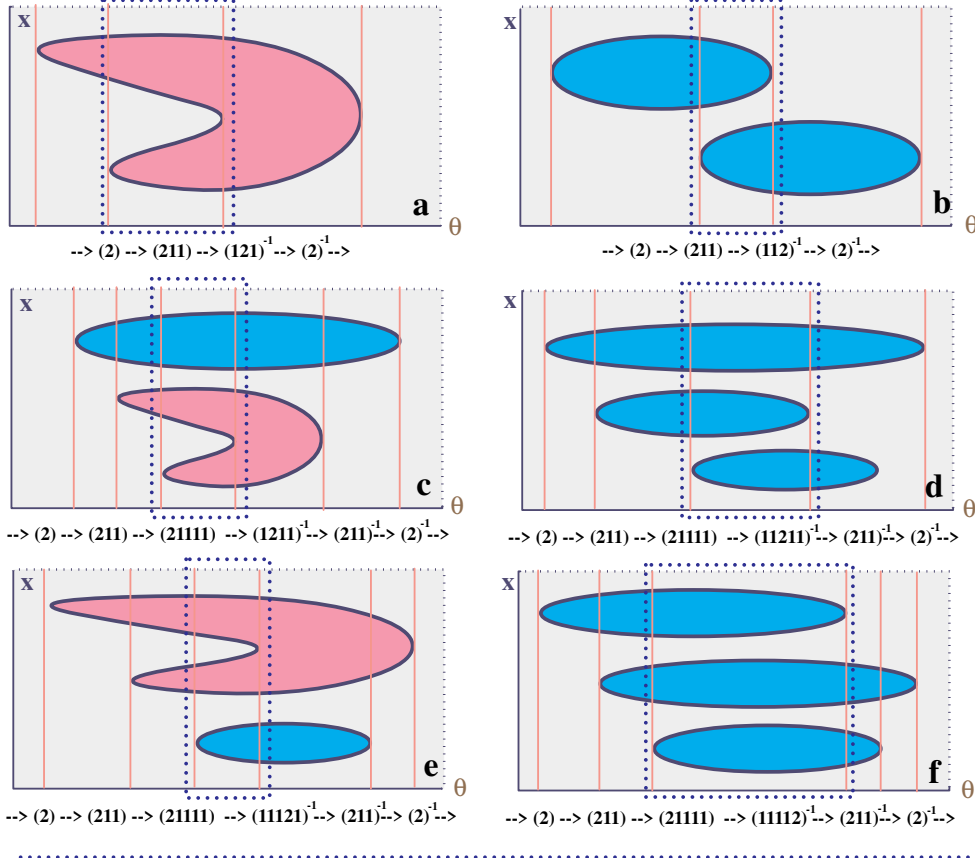 x
a
θ
--> (2) --> (211) --> (121)⁻¹--> (2)⁻¹-->
x
b
θ
--> (2) --> (211) --> (112)⁻¹--> (2)⁻¹-->
x
c
θ
--> (2) --> (211) --> (21111) --> (1211)⁻¹--> (211)⁻¹--> (2)⁻¹-->
x
d
θ
--> (2) --> (211) --> (21111) --> (11211)⁻¹--> (211)⁻¹--> (2)⁻¹-->
x
e
θ
--> (2) --> (211) --> (21111) --> (11121)⁻¹--> (211)⁻¹--> (2)⁻¹-->
x
f
θ
--> (2) --> (211) --> (21111) --> (11112)⁻¹--> (211)⁻¹--> (2)⁻¹-->